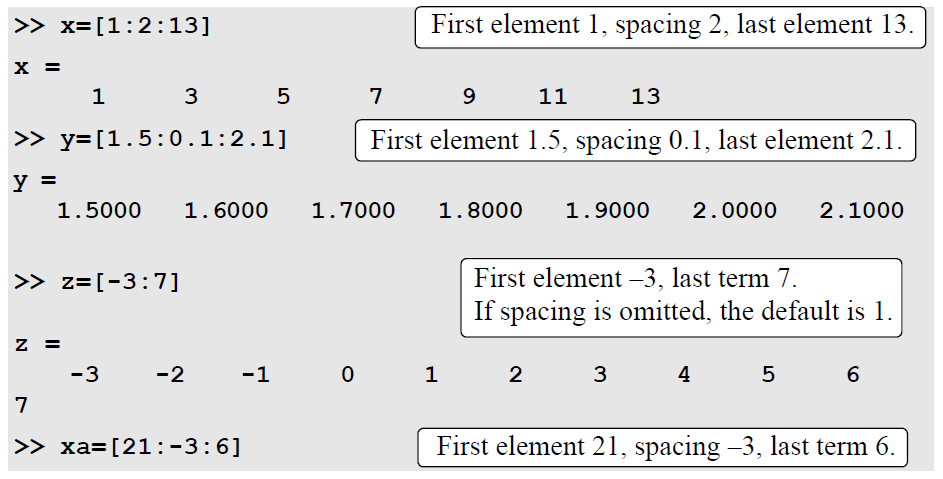 >> x=[1:2:13]
First element 1, spacing 2, last element 13.
x =
1 3 5 7 9 11 13
>> y=[1.5:0.1:2.1]
First element 1.5, spacing 0.1, last element 2.1.
y =
1.5000 1.6000 1.7000 1.8000 1.9000 2.0000 2.1000
>> z=[-3:7]
First element –3, last term 7.
If spacing is omitted, the default is 1.
z =
-3 -2 -1 0 1 2 3 4 5 6
7
>> xa=[21:-3:6]
First element 21, spacing –3, last term 6.